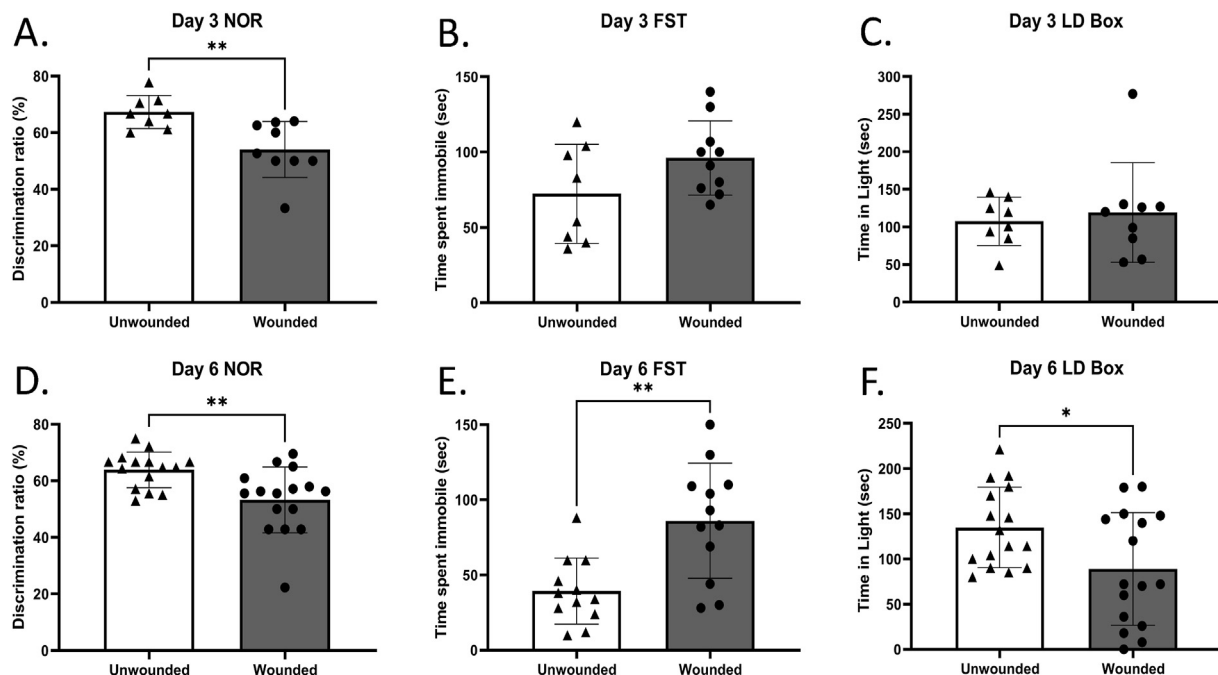 A.
Day 3 NOR
**
Discrimination ratio (%)
80
60
40
20
0
Unwounded
Wounded
B.
Day 3 FST
Time spent immobile (sec)
150
100
50
0
Unwounded
Wounded
C.
Day 3 LD Box
Time in Light (sec)
300
250
200
150
100
50
0
Unwounded
Wounded
D.
Day 6 NOR
**
Discrimination ratio (%)
80
60
40
20
0
Unwounded
Wounded
E.
Day 6 FST
**
Time spent immobile (sec)
150
100
50
0
Unwounded
Wounded
F.
Day 6 LD Box
*
Time in Light (sec)
250
200
150
100
50
0
Unwounded
Wounded